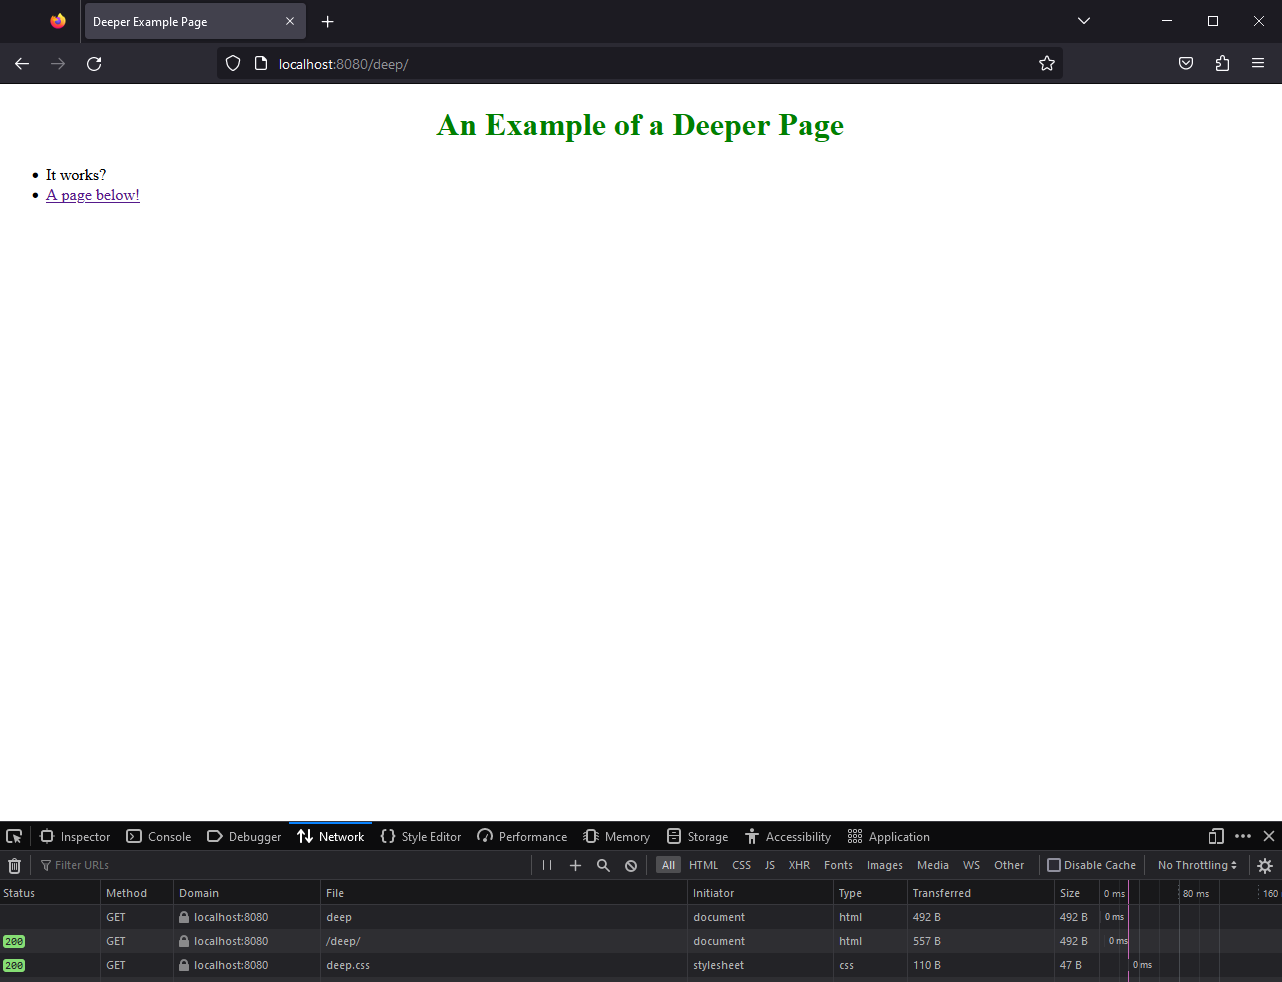 Deeper Example Page
localhost:8080/deep/
An Example of a Deeper Page
It works?
A page below!
Inspector Console Debugger Network Style Editor Performance Memory Storage Accessibility Application
Filter URLs All HTML CSS JS XHR Fonts Images Media WS Other Disable Cache No Throttling
Status Method Domain File Initiator Type Transferred Size 0 ms 80 ms 160
GET localhost:8080 deep document html 492 B 492 B 0 ms
200 GET localhost:8080 /deep/ document html 557 B 492 B 0 ms
200 GET localhost:8080 deep.css stylesheet css 110 B 47 B 0 ms